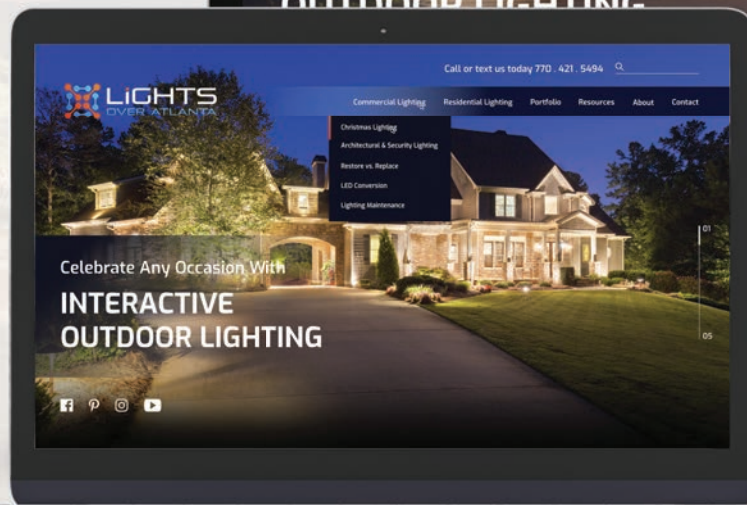 OUTDOOR LIGHTING
Call or text us today 770 . 421 . 5494
LiGHTS
OVER ATLANTA
Commercial Lighting Residential Lighting Portfolio Resources About Contact
Christmas Lighting
Architectural & Security Lighting
Restore vs. Replace
LED Conversion
Lighting Maintenance
01
Celebrate Any Occasion With
INTERACTIVE
OUTDOOR LIGHTING
05